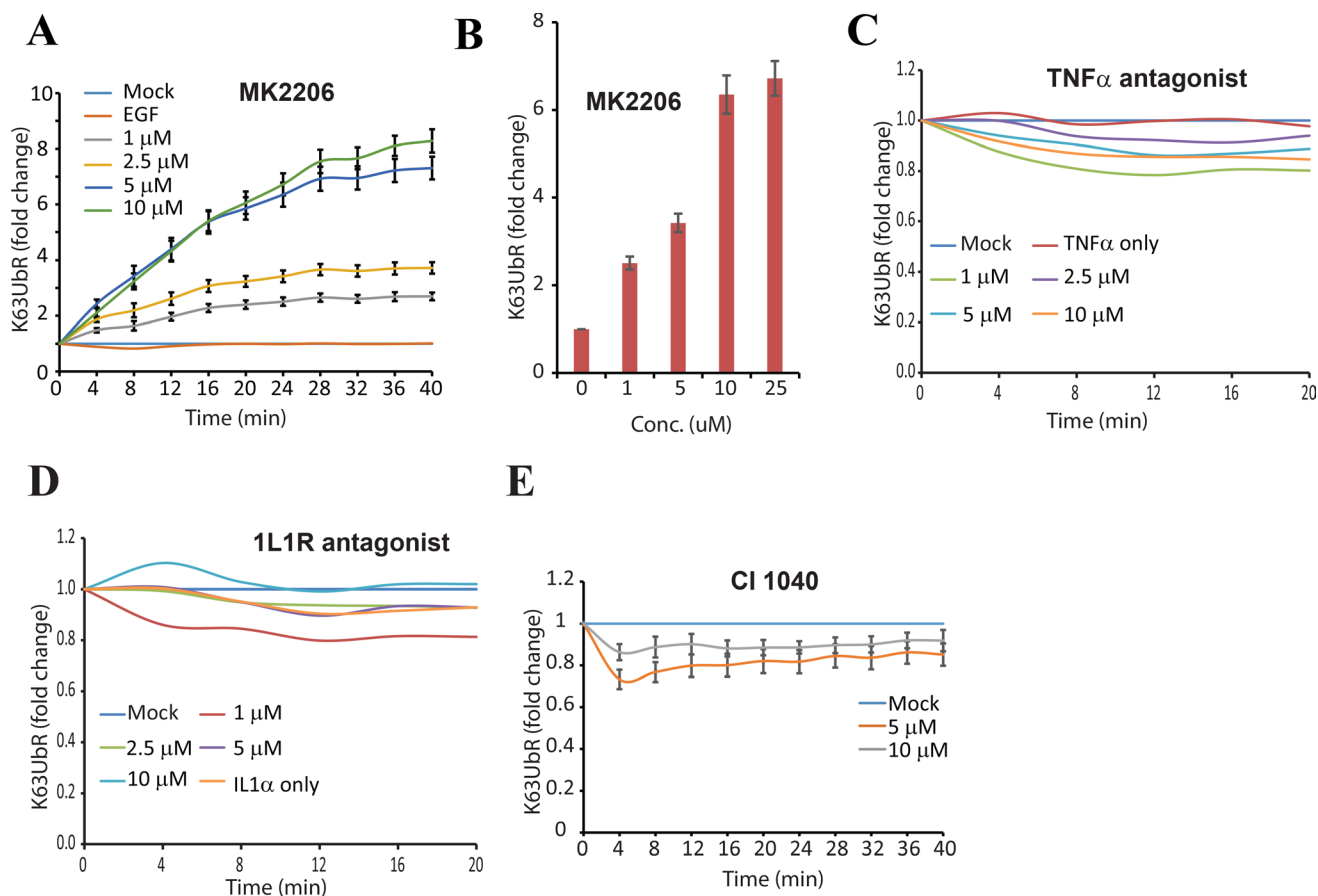 A
MK2206
K63UbR (fold change)
10
8
6
4
2
0
Mock
EGF
1 μM
2.5 μM
5 μM
10 μM
0 4 8 12 16 20 24 28 32 36 40
Time (min)
B
MK2206
K63UbR (fold change)
8
6
4
2
0
0 1 5 10 25
Conc. (uM)
C
TNFα antagonist
K63UbR (fold change)
1.2
1.0
0.8
0.6
0.4
0.2
0.0
Mock TNFα only
1 μM 2.5 μM
5 μM 10 μM
0 4 8 12 16 20
Time (min)
D
1L1R antagonist
K63UbR (fold change)
1.2
1.0
0.8
0.6
0.4
0.2
0.0
Mock 1 μM
2.5 μM 5 μM
10 μM IL1α only
0 4 8 12 16 20
Time (min)
E
CI 1040
K63UbR (fold change)
1.2
1
0.8
0.6
0.4
0.2
0
Mock
5 μM
10 μM
0 4 8 12 16 20 24 28 32 36 40
Time (min)